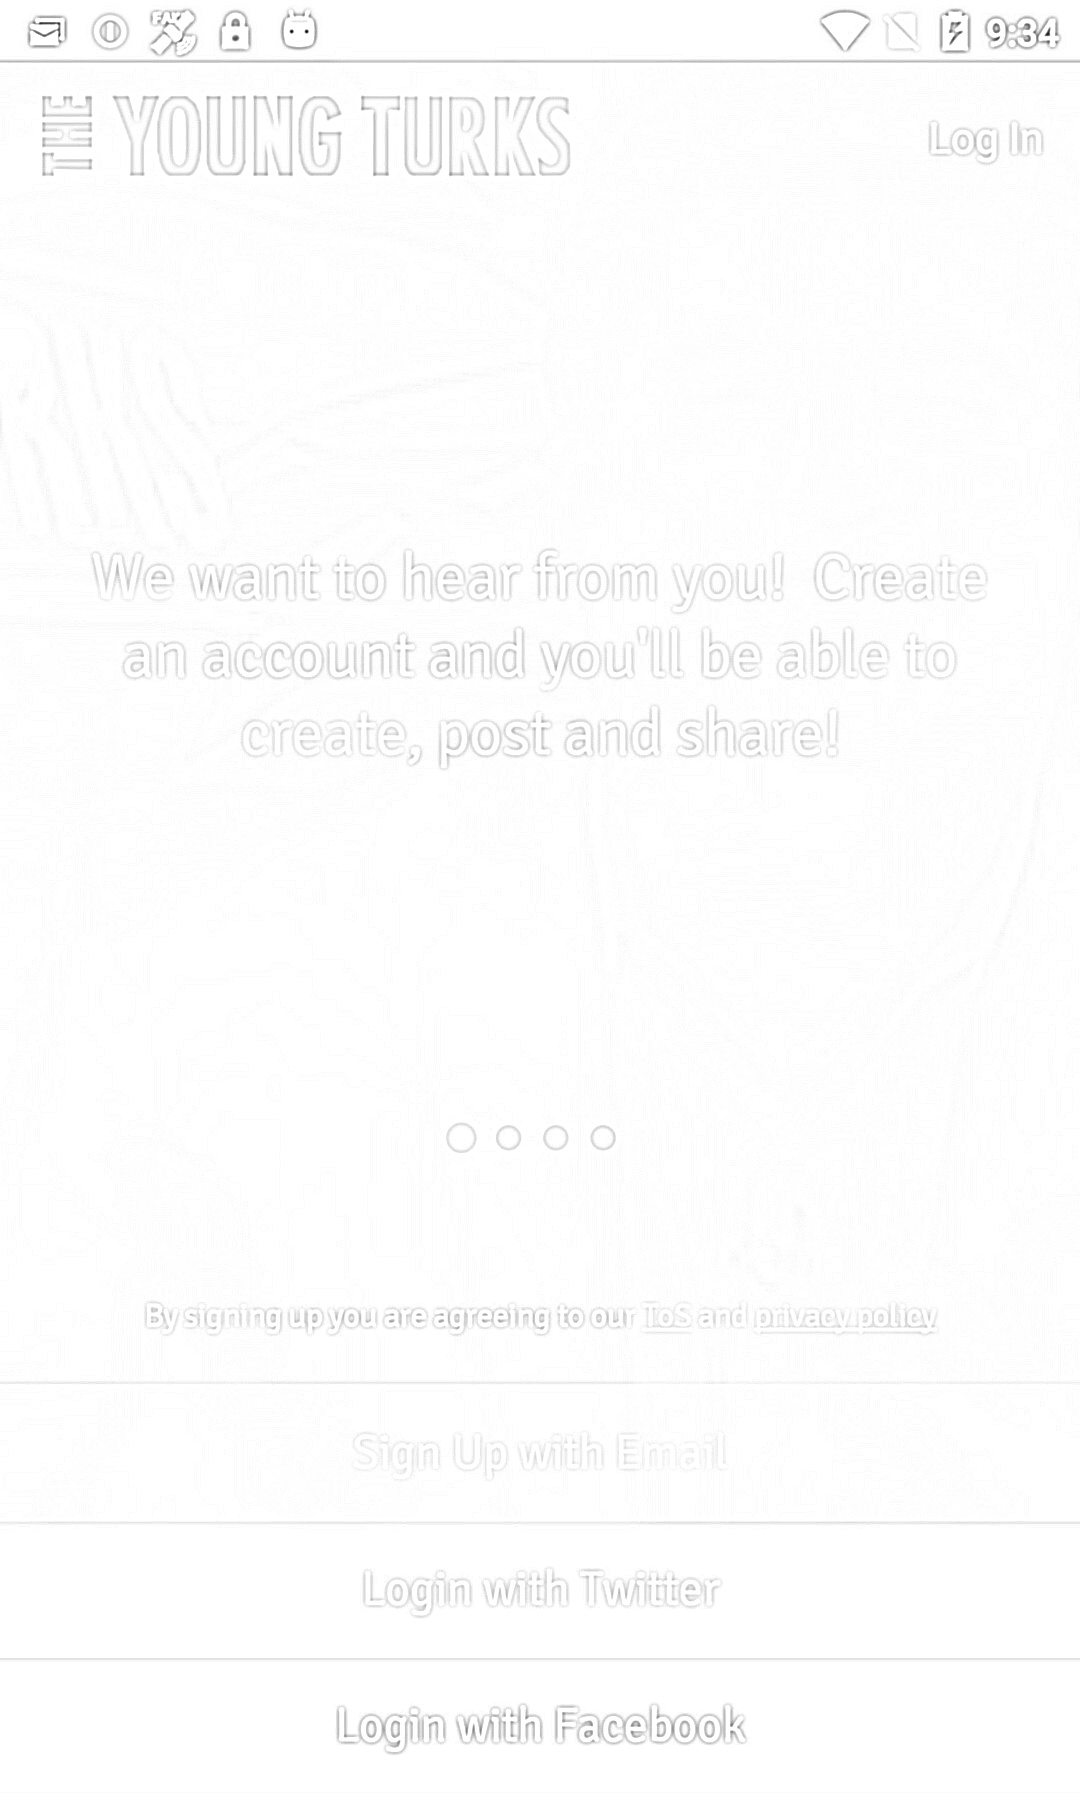 9:34
THE YOUNG TURKS
Log In
RKS
We want to hear from you!  Create
an account and you'll be able to
create, post and share!
By signing up you are agreeing to our ToS and privacy policy
Sign Up with Email
Login with Twitter
Login with Facebook